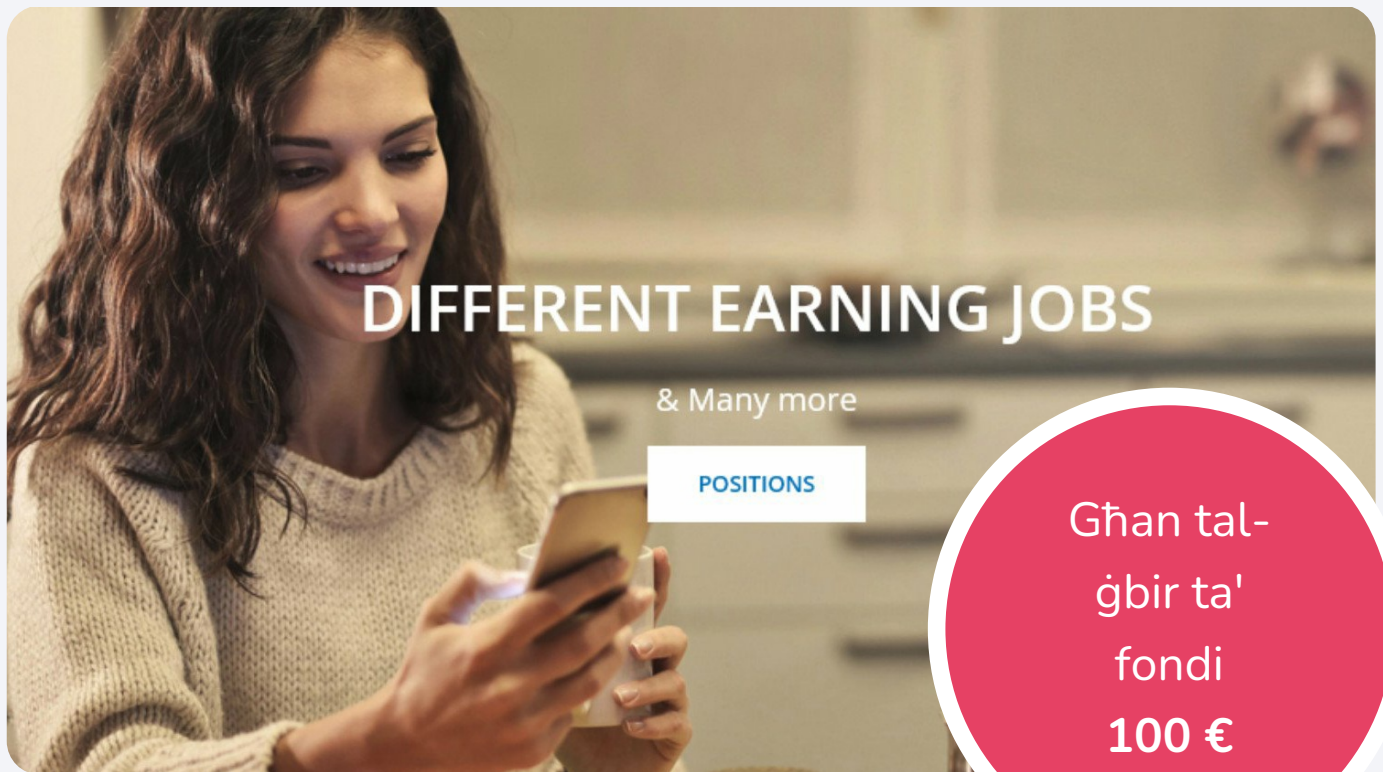 DIFFERENT EARNING JOBS
& Many more
POSITIONS
Għan tal-
ġbir ta'
fondi
100 €